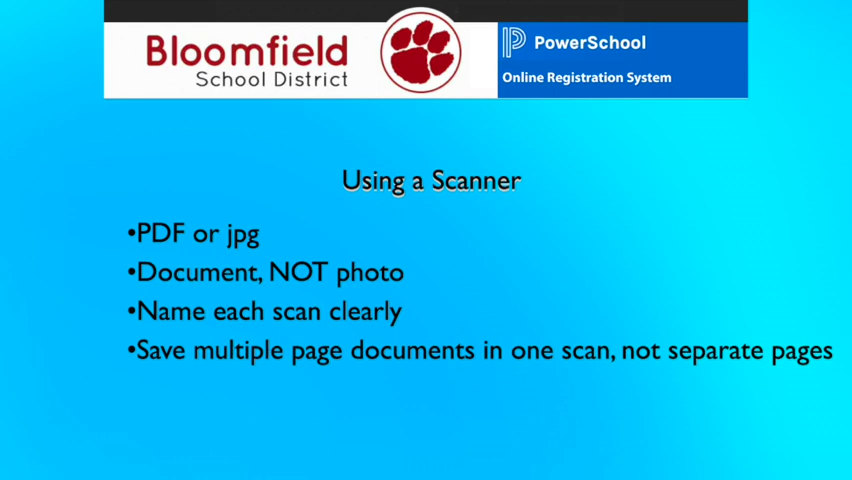 Bloomfield
School District
PowerSchool
Online Registration System
Using a Scanner
•PDF or jpg
•Document, NOT photo
•Name each scan clearly
•Save multiple page documents in one scan, not separate pages